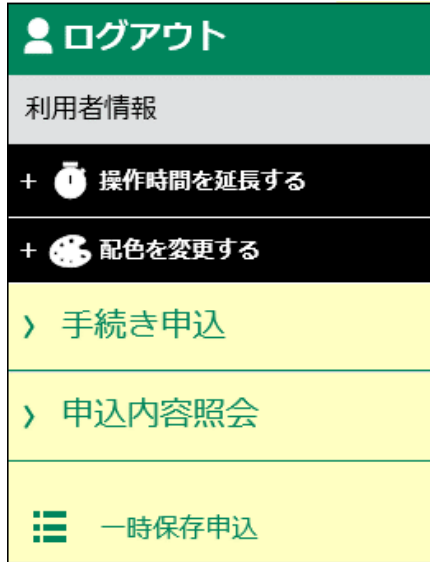 ログアウト
利用者情報
+ 操作時間を延長する
+ 配色を変更する
› 手続き申込
› 申込内容照会
一時保存申込